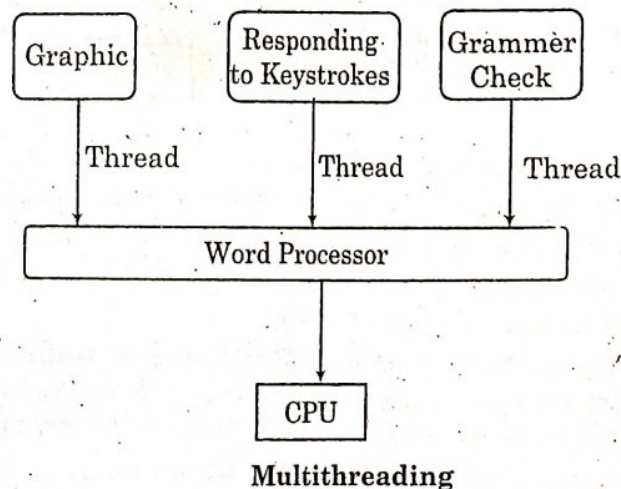 Graphic
Responding
to Keystrokes
Grammer
Check
Thread
Thread
Thread
Word Processor
CPU
Multithreading